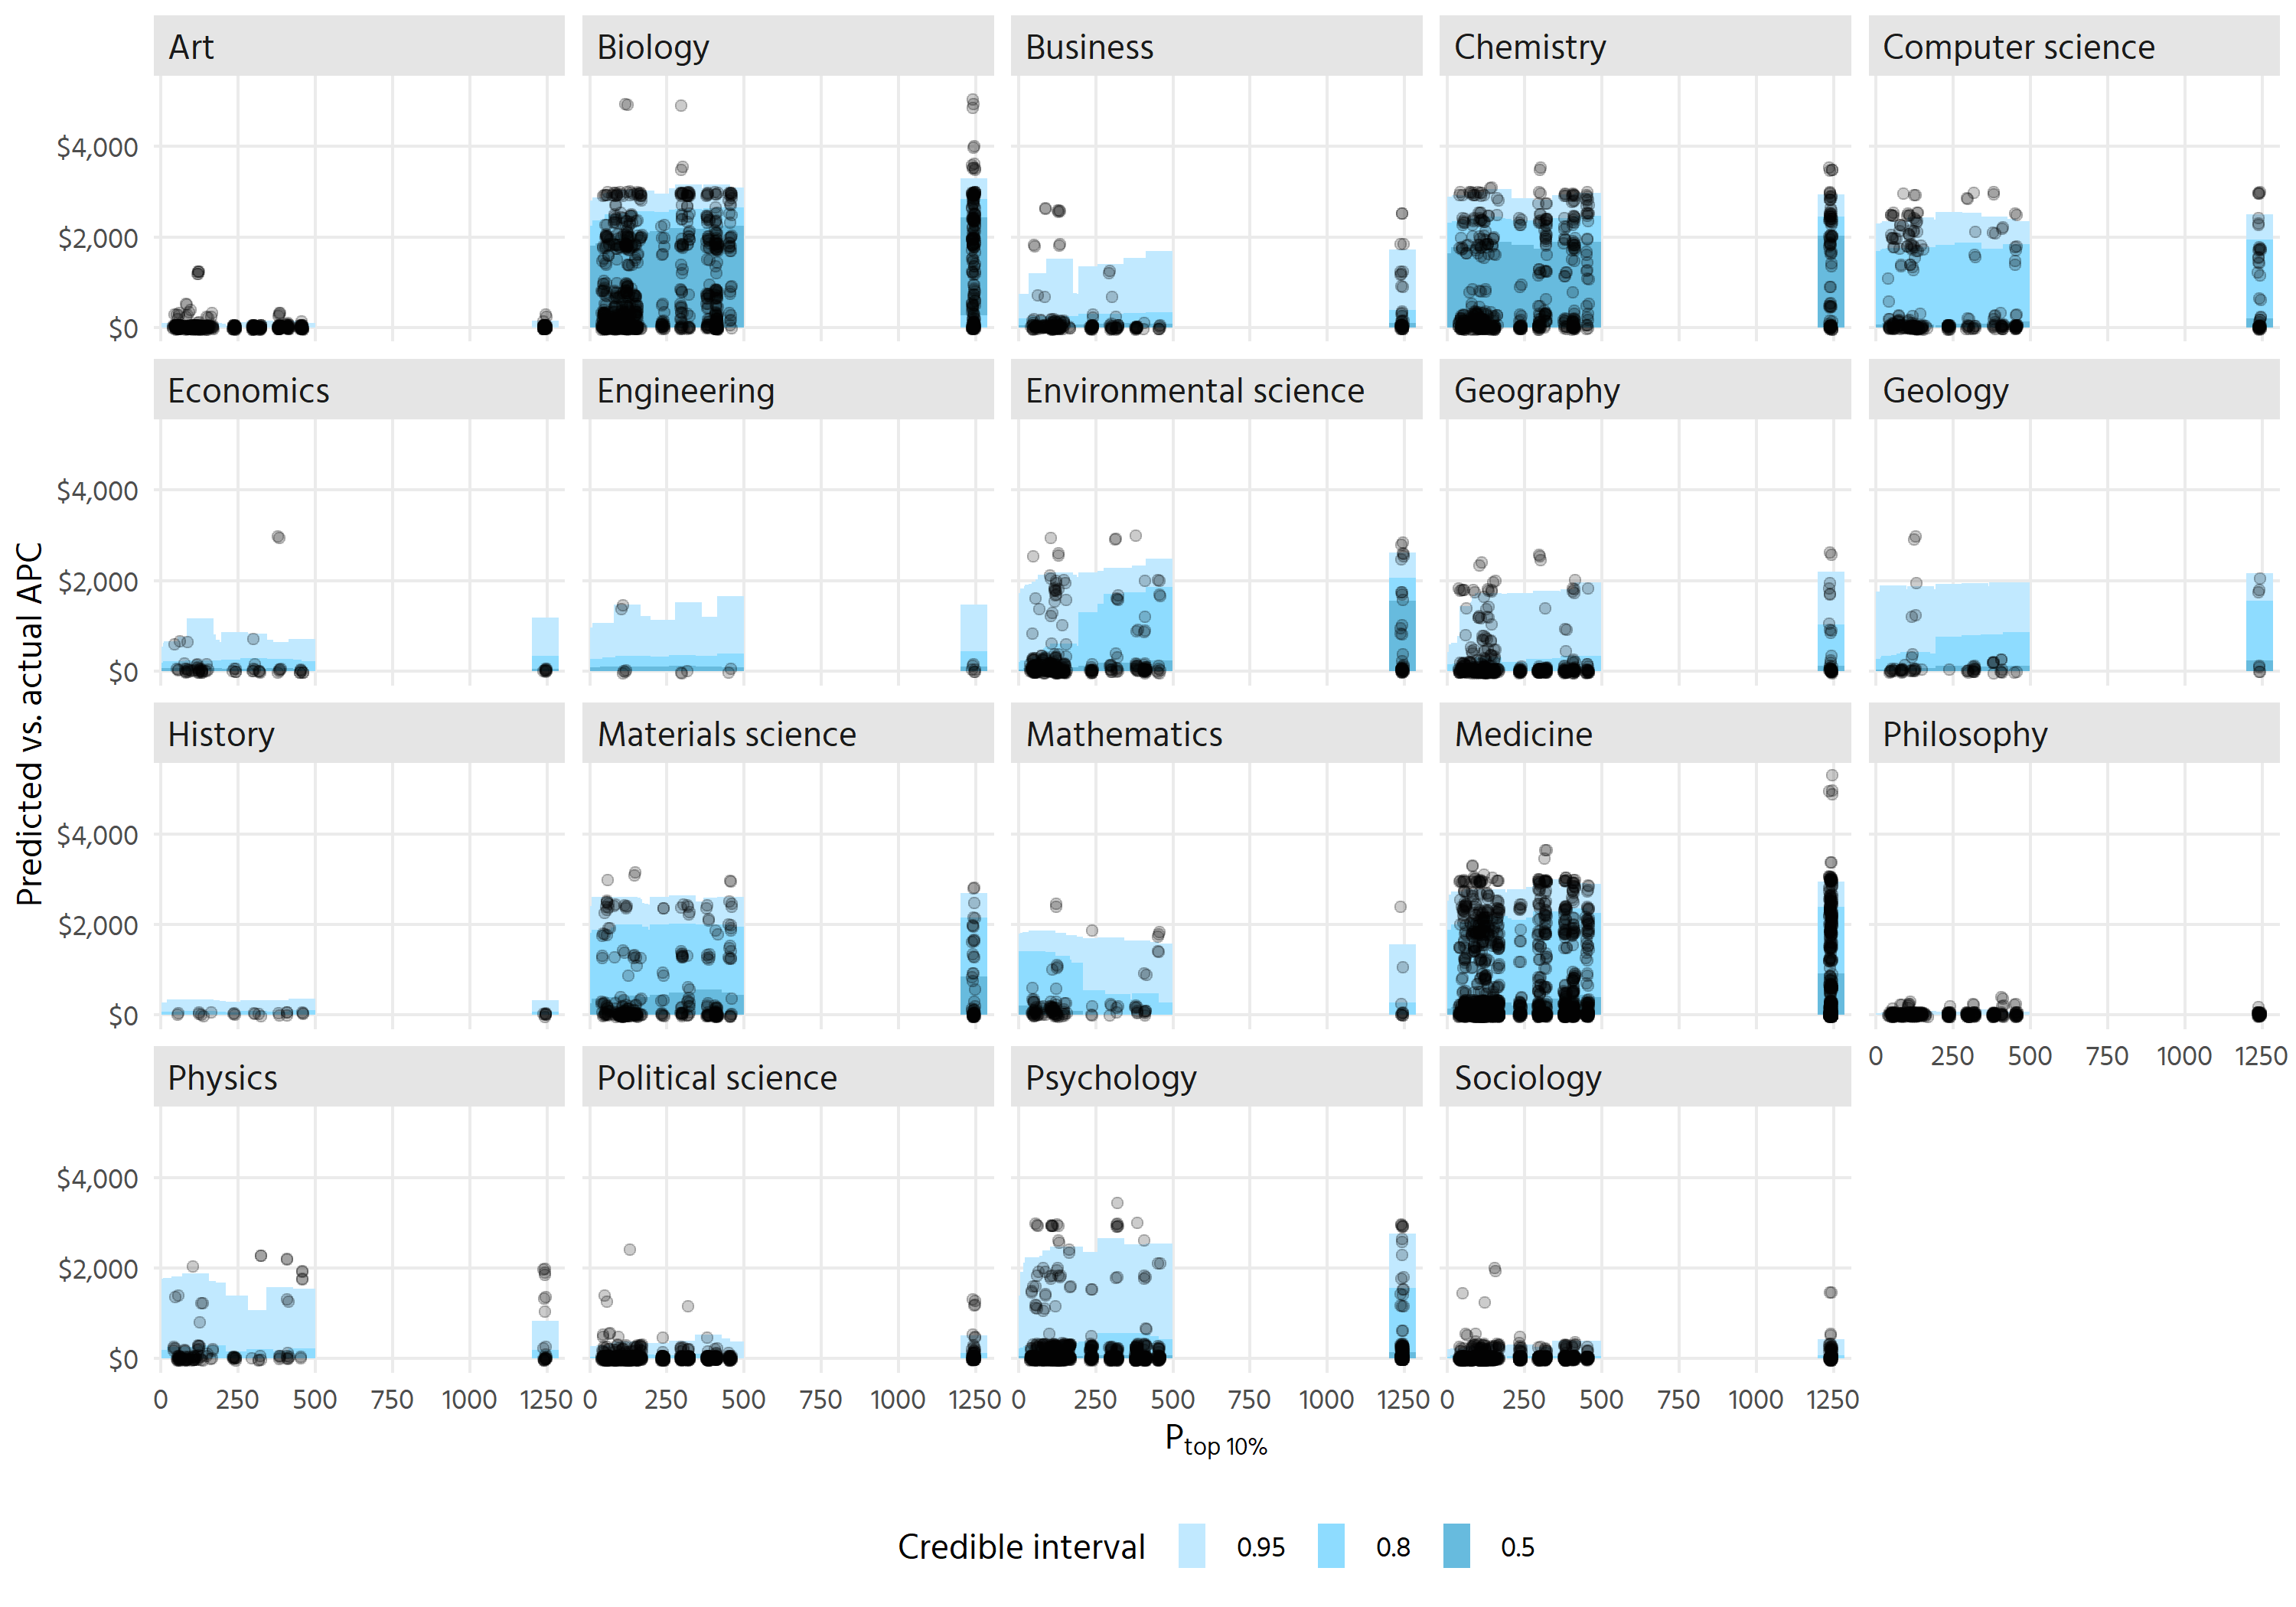 Art Biology Business Chemistry Computer science
$4,000
$2,000
$0
Economics Engineering Environmental science Geography Geology
$4,000
$2,000
$0
History Materials science Mathematics Medicine Philosophy
$4,000
$2,000
$0
0 250 500 750 1000 1250
Physics Political science Psychology Sociology
$4,000
$2,000
$0
0 250 500 750 1000 1250 0 250 500 750 1000 1250 0 250 500 750 1000 1250 0 250 500 750 1000 1250
Predicted vs. actual APC
Ptop 10%
Credible interval 0.95 0.8 0.5